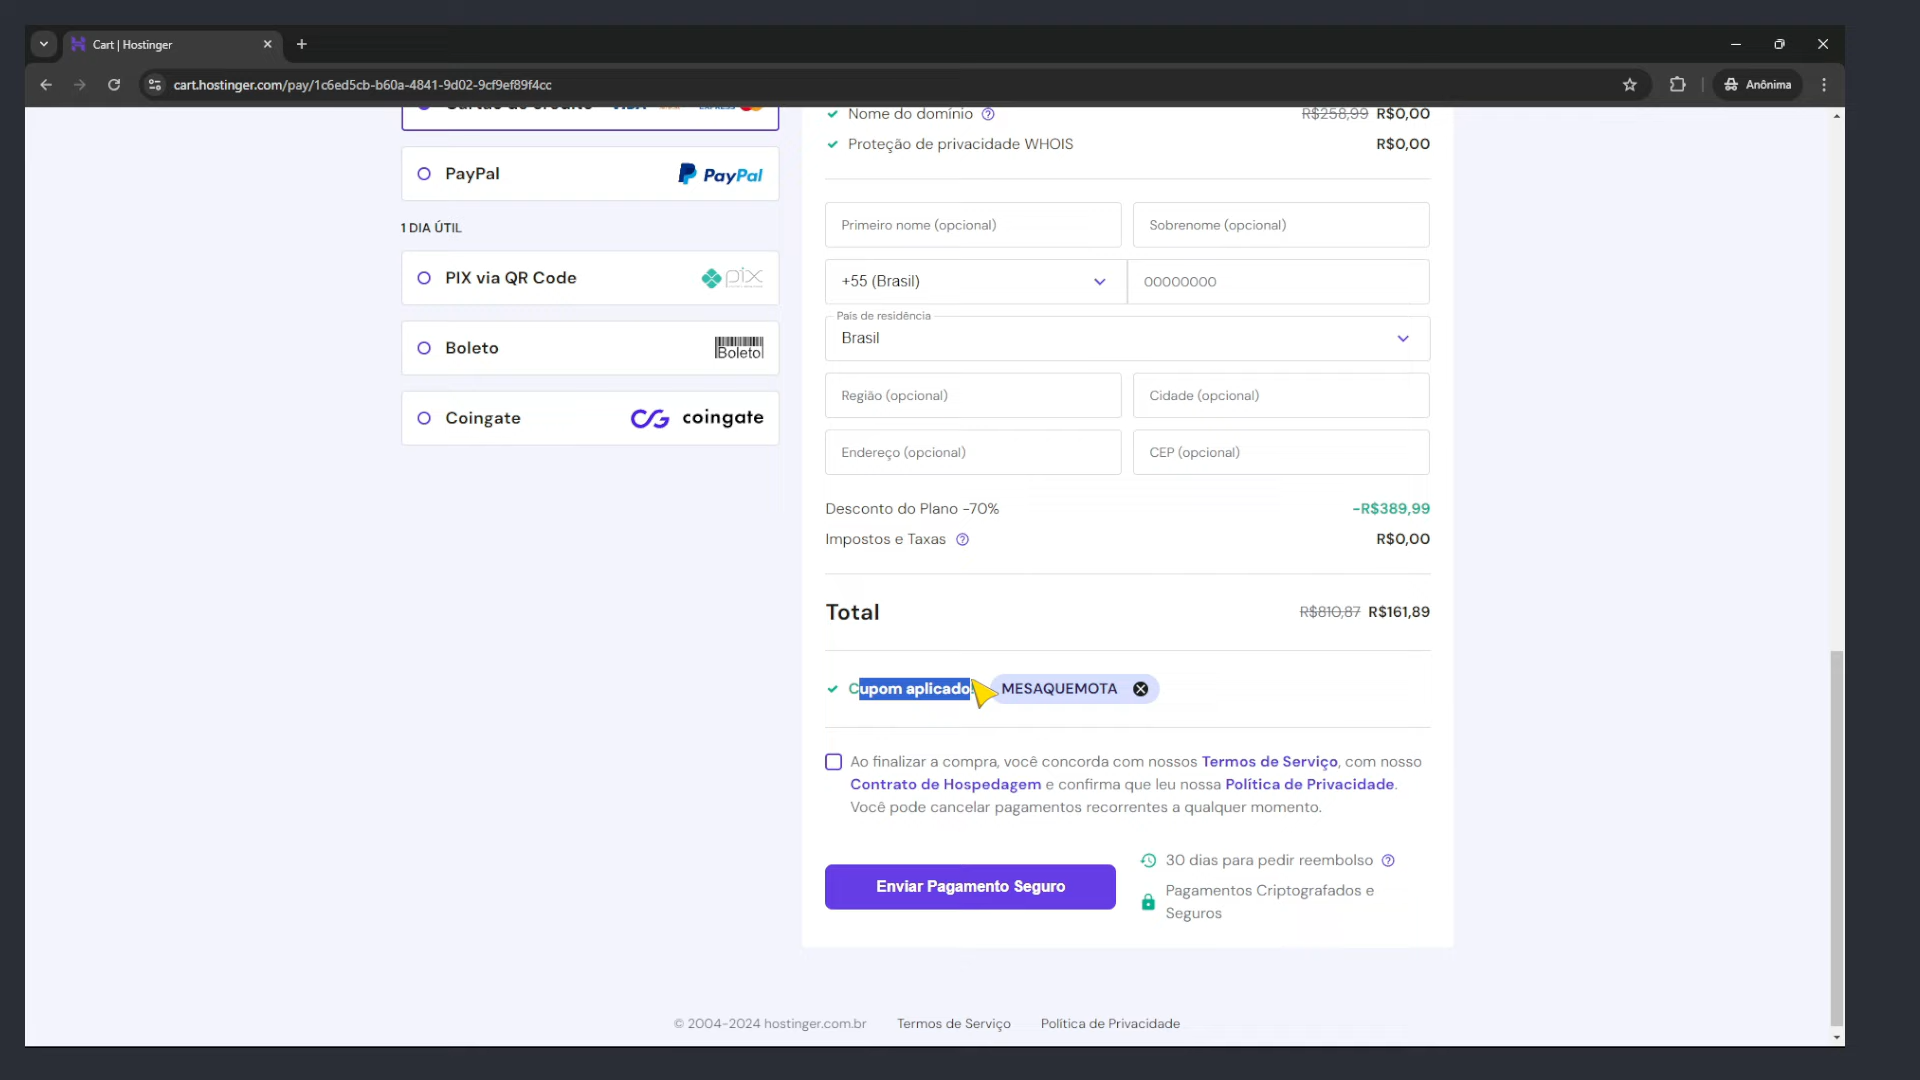 Cart | Hostinger
cart.hostinger.com/pay/1c6ed5cb-b60a-4841-9d02-9cf9ef89f4cc
Anônima
Cartão de crédito VISA EXPRESS
PayPal PayPal
1 DIA ÚTIL
PIX via QR Code pix
Boleto Boleto
Coingate coingate
Nome do domínio R$258,99 R$0,00
Proteção de privacidade WHOIS R$0,00
Primeiro nome (opcional) Sobrenome (opcional)
+55 (Brasil) 00000000
País de residência
Brasil
Região (opcional) Cidade (opcional)
Endereço (opcional) CEP (opcional)
Desconto do Plano -70% -R$389,99
Impostos e Taxas R$0,00
Total R$810,87 R$161,89
Cupom aplicado: MESAQUEMOTA
Ao finalizar a compra, você concorda com nossos Termos de Serviço, com nosso
Contrato de Hospedagem e confirma que leu nossa Política de Privacidade.
Você pode cancelar pagamentos recorrentes a qualquer momento.
Enviar Pagamento Seguro
30 dias para pedir reembolso
Pagamentos Criptografados e
Seguros
© 2004-2024 hostinger.com.br Termos de Serviço Política de Privacidade